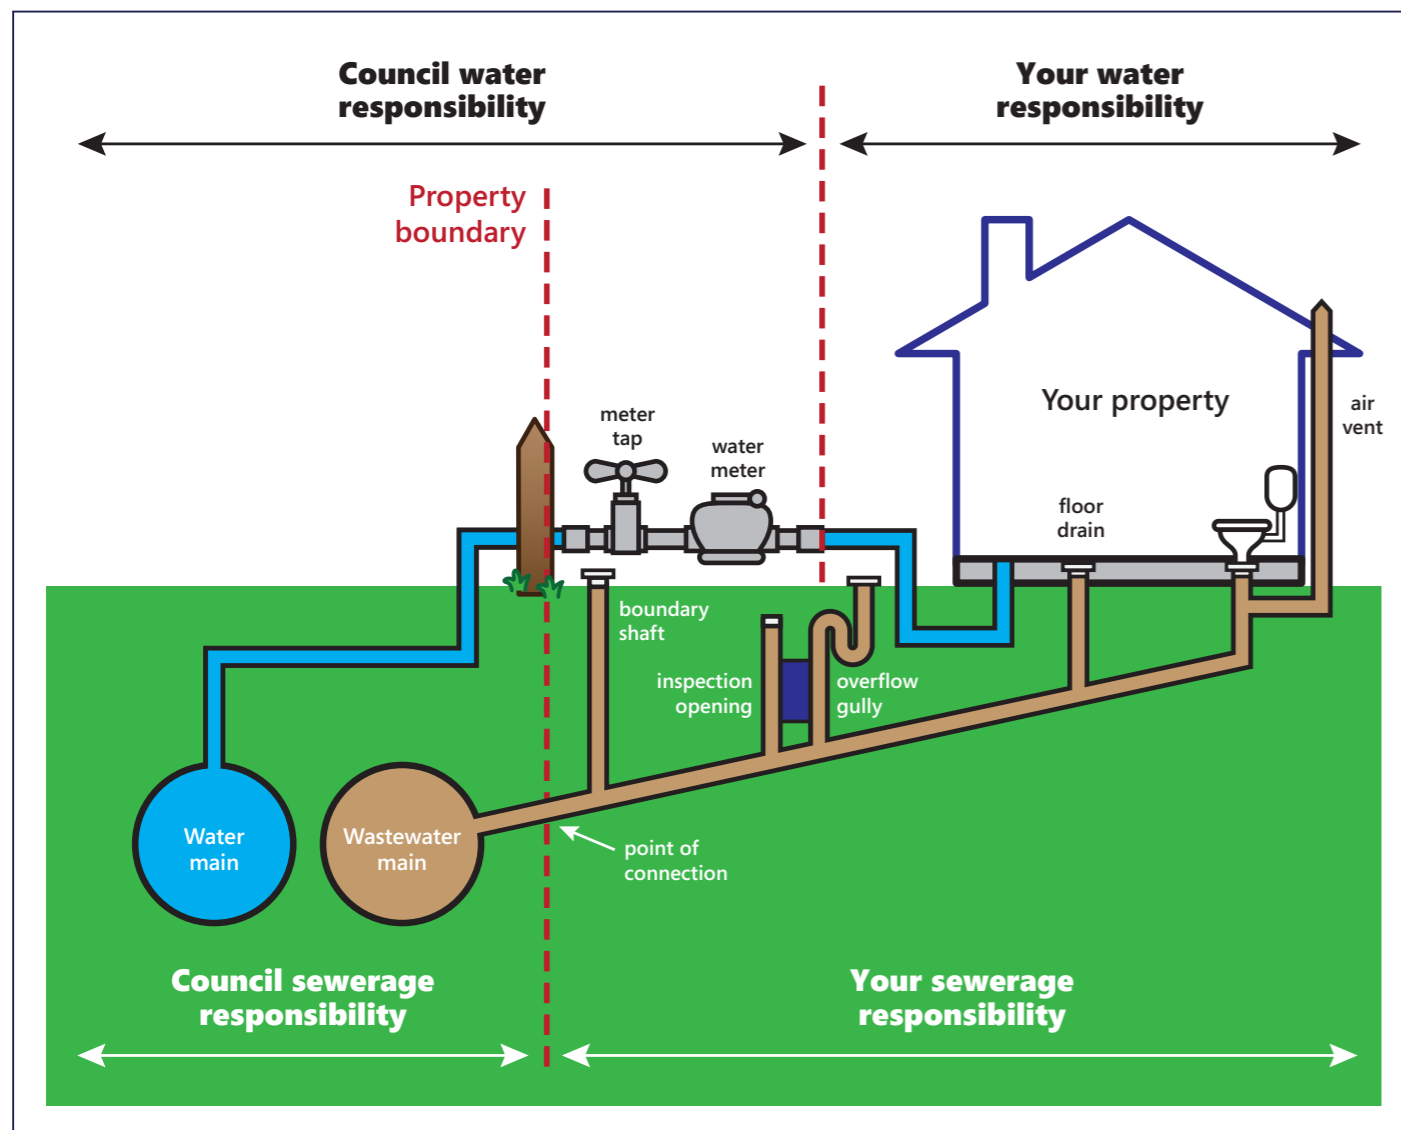 Council water
responsibility
Your water
responsibility
Property
boundary
meter
tap
water
meter
Your property
air
vent
floor
drain
boundary
shaft
inspection
opening
overflow
gully
Water
main
Wastewater
main
point of
connection
Council sewerage
responsibility
Your sewerage
responsibility